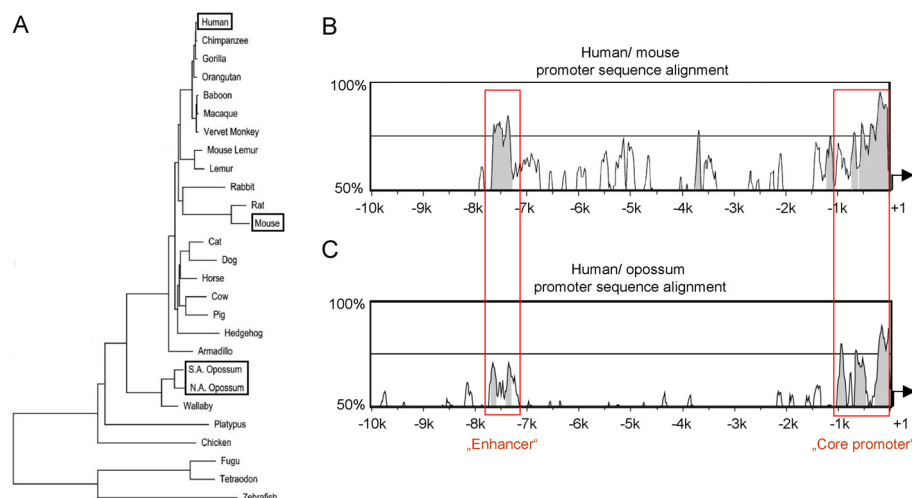 A
Human
Chimpanzee
Gorilla
Orangutan
Baboon
Macaque
Vervet Monkey
Mouse Lemur
Lemur
Rabbit
Rat
Mouse
Cat
Dog
Horse
Cow
Pig
Hedgehog
Armadillo
S.A. Opossum
N.A. Opossum
Wallaby
Platypus
Chicken
Fugu
Tetraodon
Zebrafish
B
Human/ mouse
promoter sequence alignment
100%
50%
-10k -9k -8k -7k -6k -5k -4k -3k -2k -1k +1
C
Human/ opossum
promoter sequence alignment
100%
50%
-10k -9k -8k -7k -6k -5k -4k -3k -2k -1k +1
„Enhancer“ „Core promoter“